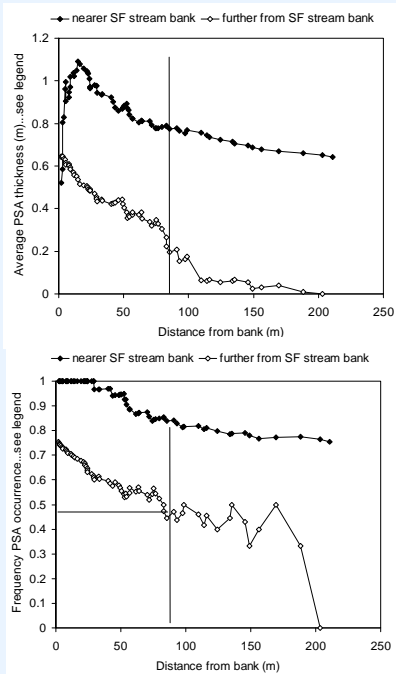 nearer SF stream bank further from SF stream bank
Average PSA thickness (m)...see legend
1.2
1
0.8
0.6
0.4
0.2
0
0 50 100 150 200 250
Distance from bank (m)
nearer SF stream bank further from SF stream bank
Frequency PSA occurrence...see legend
1
0.9
0.8
0.7
0.6
0.5
0.4
0.3
0.2
0.1
0
0 50 100 150 200 250
Distance from bank (m)